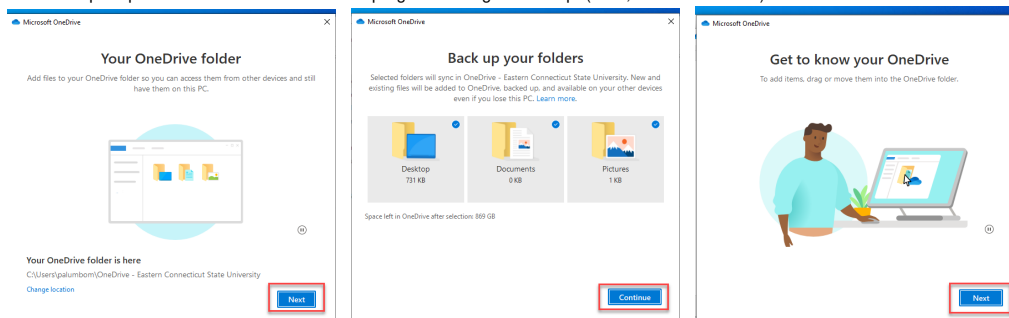 Microsoft OneDrive
Your OneDrive folder
Add files to your OneDrive folder so you can access them from other devices and still
have them on this PC.
Your OneDrive folder is here
C:\Users\palumbom\OneDrive - Eastern Connecticut State University
Change location
Next
Microsoft OneDrive
Back up your folders
Selected folders will sync in OneDrive - Eastern Connecticut State University. New and
existing files will be added to OneDrive, backed up, and available on your other devices
even if you lose this PC. Learn more.
Desktop
731 KB
Documents
0 KB
Pictures
1 KB
Space left in OneDrive after selection: 869 GB
Continue
Microsoft OneDrive
Get to know your OneDrive
To add items, drag or move them into the OneDrive folder.
Next